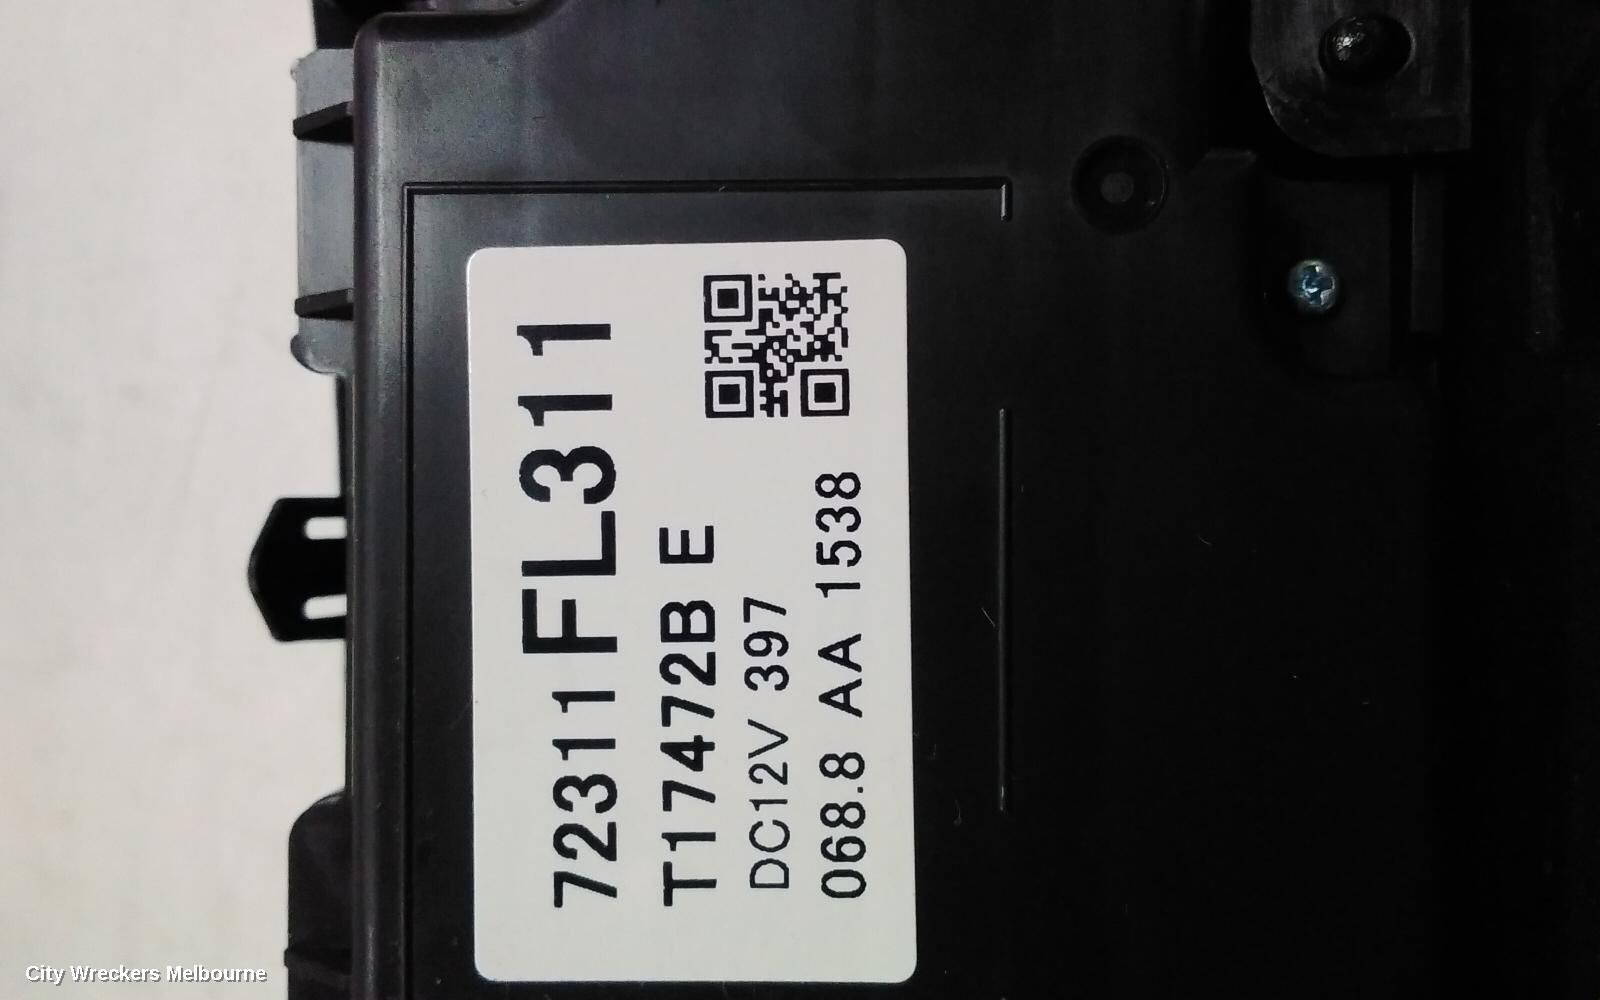 72311FL311
T17472B E
DC12V 397
068.8 AA 1538
City Wreckers Melbourne